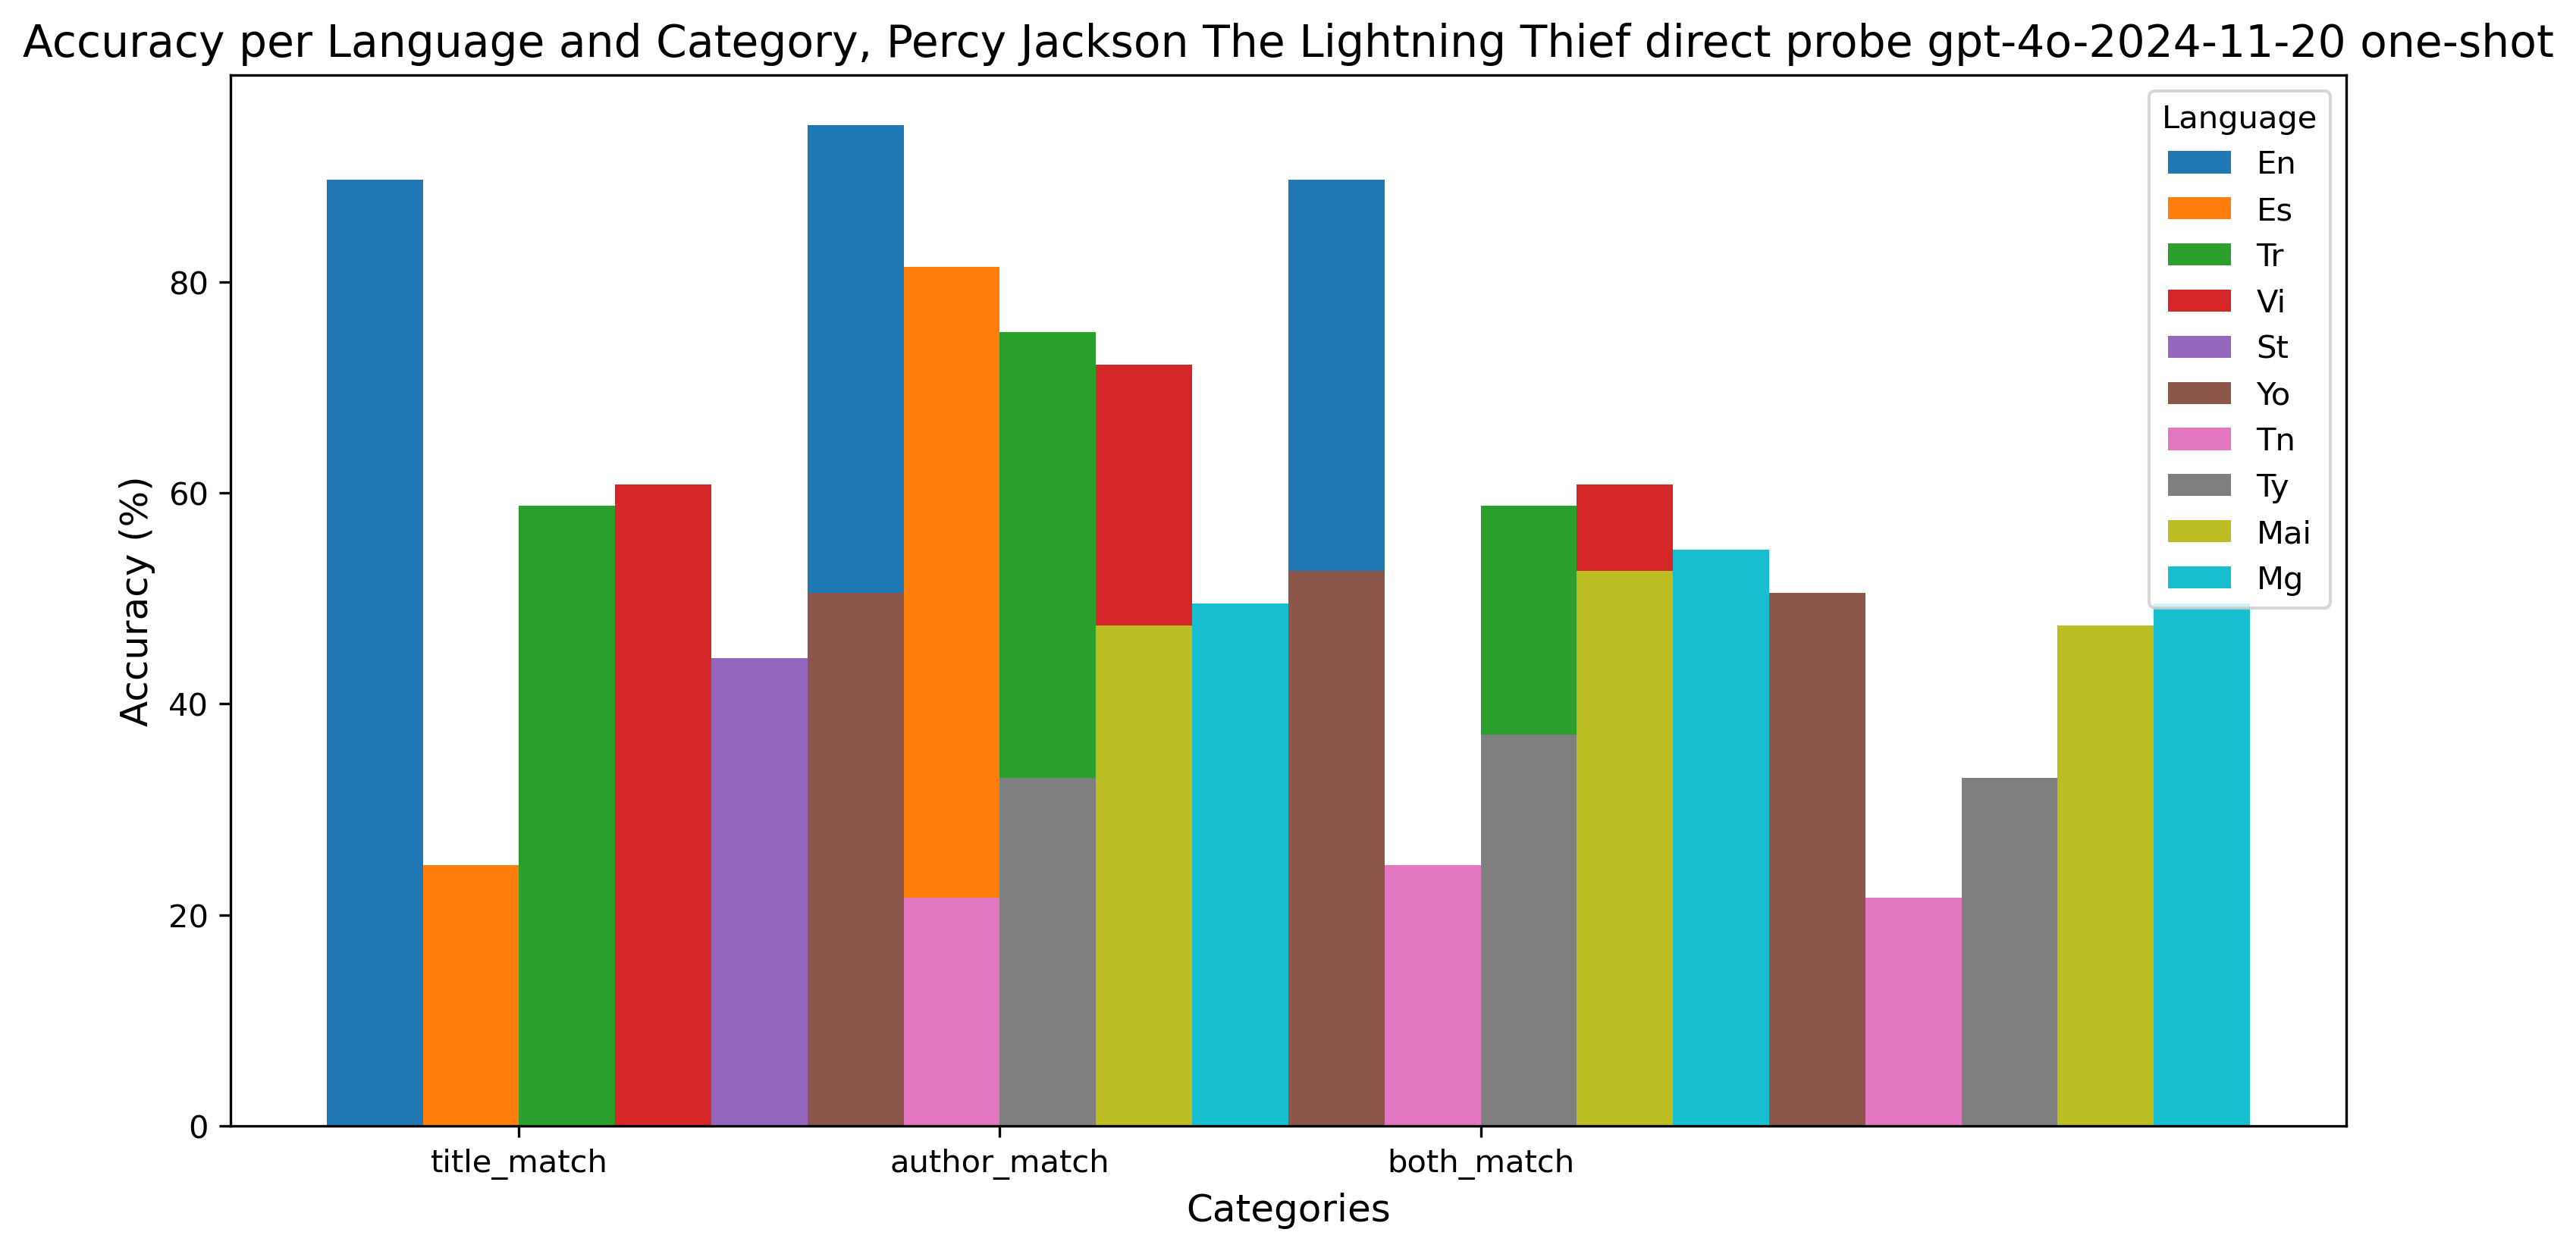 Accuracy per Language and Category, Percy Jackson The Lightning Thief direct probe gpt-4o-2024-11-20 one-shot
Language
En
Es
Tr
Vi
St
Yo
Tn
Ty
Mai
Mg
Accuracy (%)
80
60
40
20
0
title_match author_match both_match
Categories